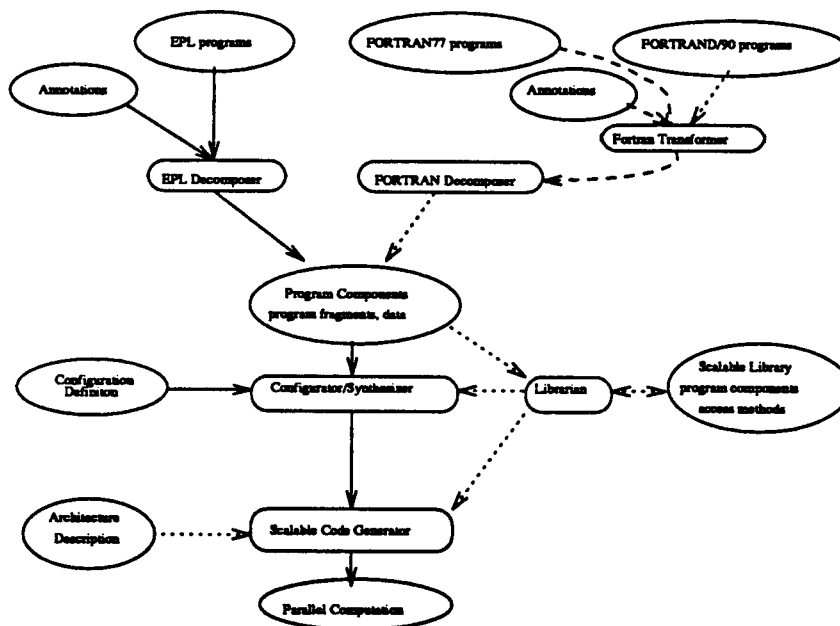 EPL programs
FORTRAN77 programs
FORTRAND/90 programs
Annotations
Annotations
Fortran Transformer
EPL Decomposer
FORTRAN Decomposer
Program Components
program fragments, data
Configuration
Definiton
Configurator/Synthesizer
Librarian
Scalable Library
program components
access methods
Architecture
Description
Scalable Code Generator
Parallel Computation